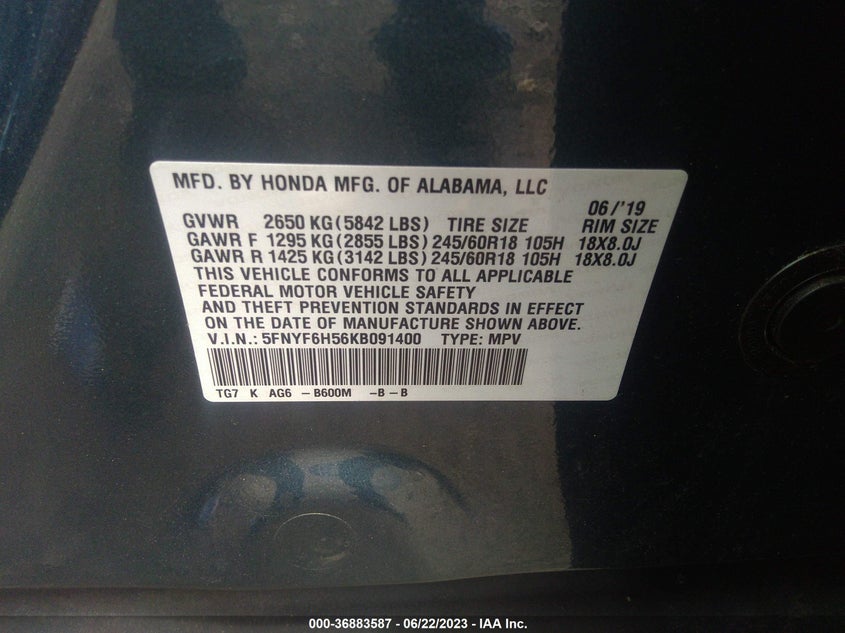 MFD. BY HONDA MFG. OF ALABAMA, LLC
06/'19
GVWR 2650 KG(5842 LBS) TIRE SIZE RIM SIZE
GAWR F 1295 KG(2855 LBS)245/60R18 105H 18X8.0J
GAWR R 1425 KG(3142 LBS)245/60R18 105H 18X8.0J
THIS VEHICLE CONFORMS TO ALL APPLICABLE
FEDERAL MOTOR VEHICLE SAFETY
AND THEFT PREVENTION STANDARDS IN EFFECT
ON THE DATE OF MANUFACTURE SHOWN ABOVE.
V.I.N.: 5FNYF6H56KB091400 TYPE: MPV
TG7 K AG6 -B600M -B-B
000-36883587 - 06/22/2023 - IAA Inc.